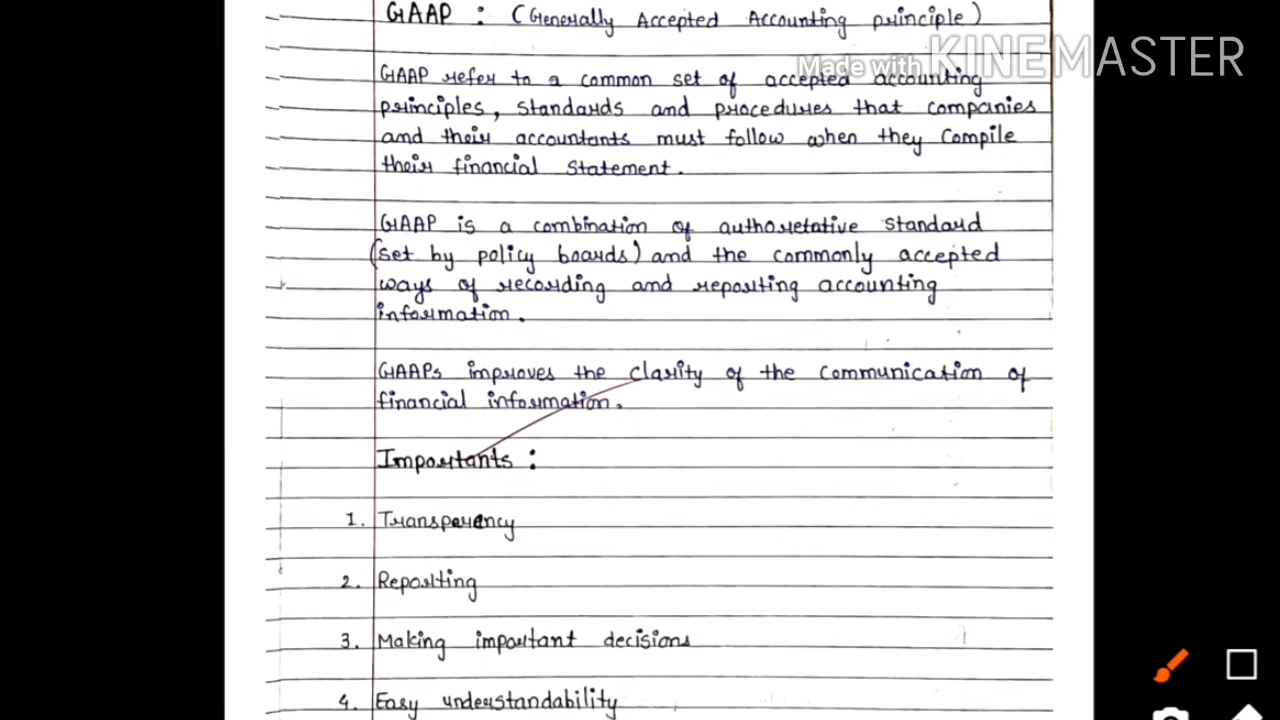 GAAP : (Generally Accepted Accounting principle)
Made with KINEMASTER
GAAP refer to a common set of accepted accounting
principles, standards and procedures that companies
and their accountants must follow when they compile
their financial statement.
GAAP is a combination of authoretative standard
(set by policy boards) and the commonly accepted
ways of recording and reporting accounting
information.
GAAPs improves the clarity of the communication of
financial information.
Importants :
1. Transparency
2. Reporting
3. Making important decisions
4. Easy understandability